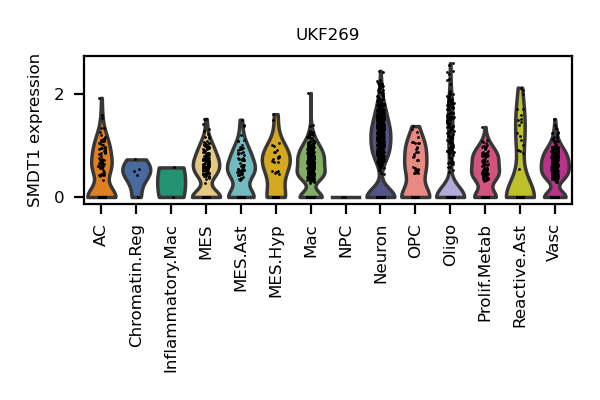 UKF269
SMDT1 expression
2
0
AC
Chromatin.Reg
Inflammatory.Mac
MES
MES.Ast
MES.Hyp
Mac
NPC
Neuron
OPC
Oligo
Prolif.Metab
Reactive.Ast
Vasc